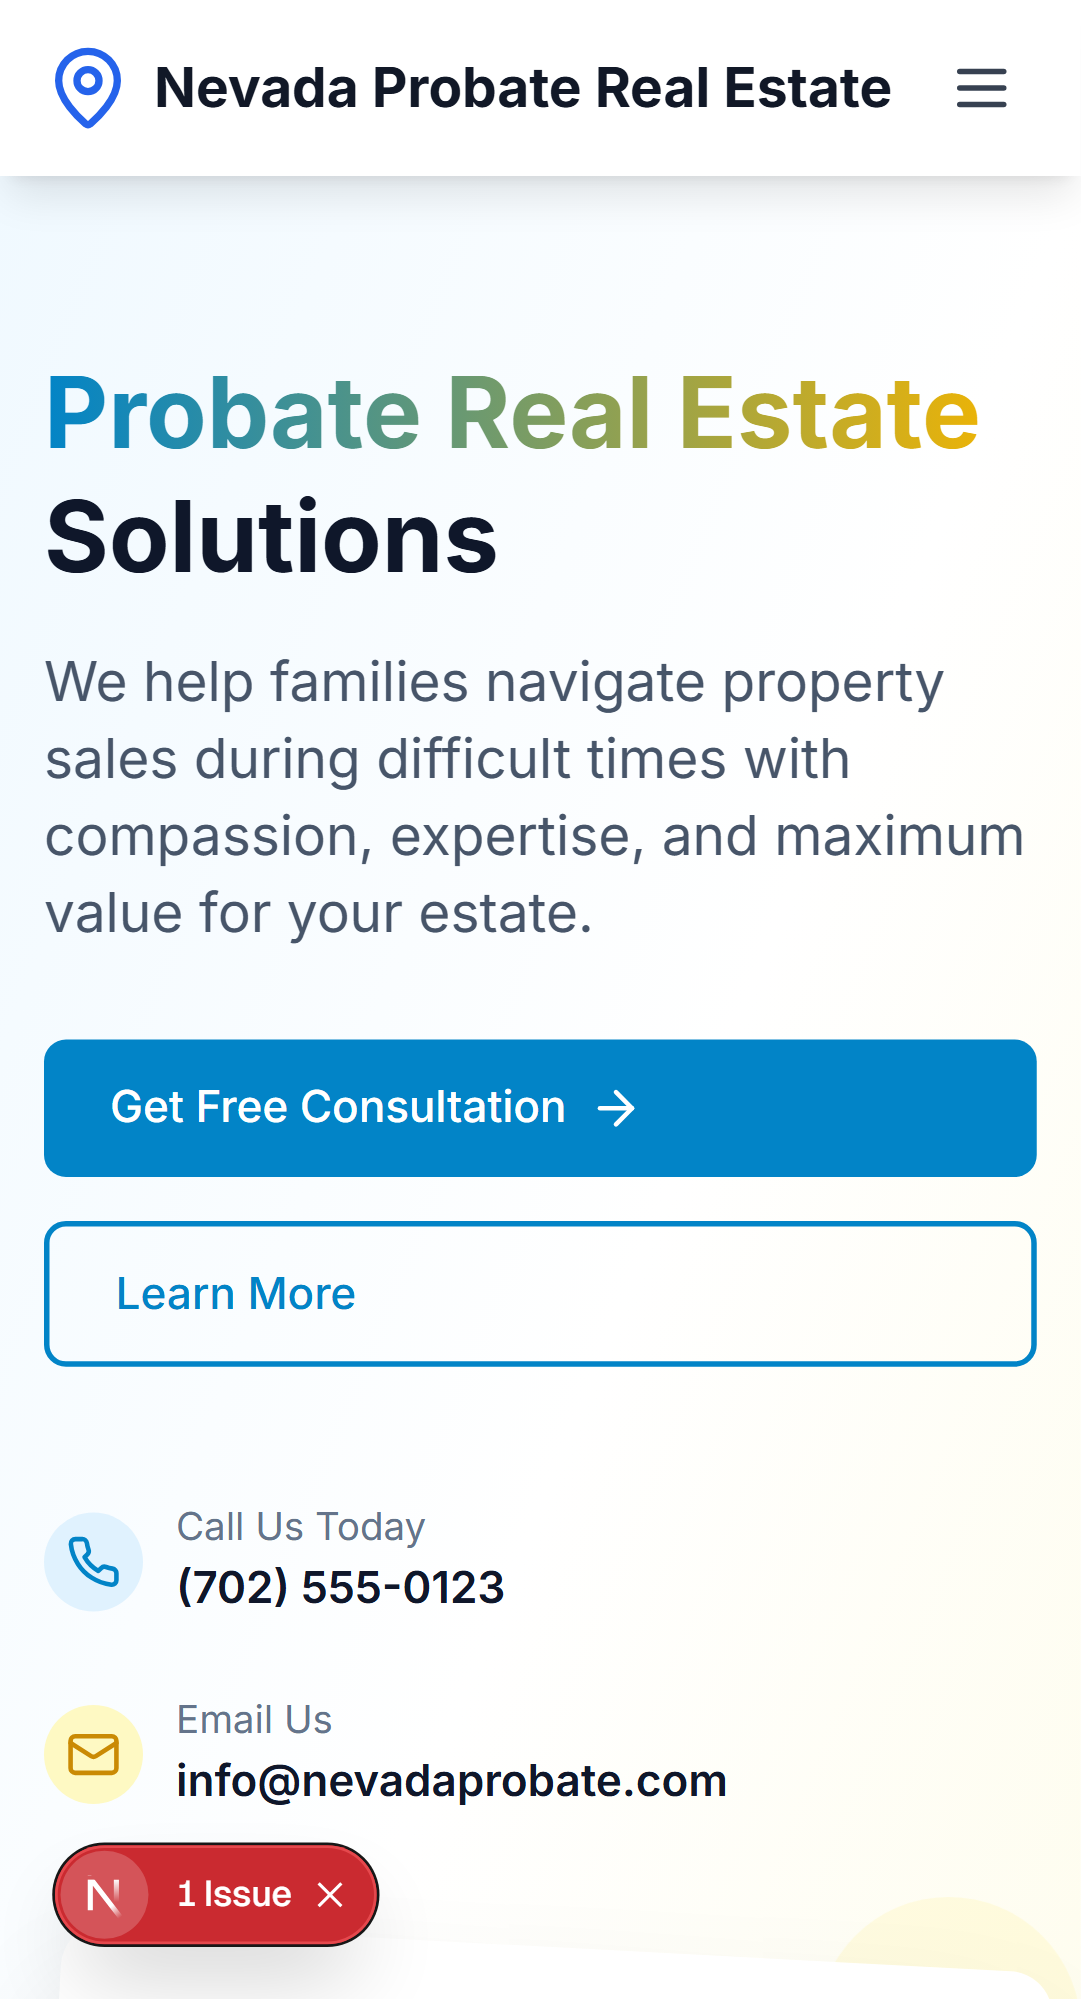 Nevada Probate Real Estate
Probate Real Estate
Solutions
We help families navigate property
sales during difficult times with
compassion, expertise, and maximum
value for your estate.
Get Free Consultation →
Learn More
Call Us Today
(702) 555-0123
Email Us
info@nevadaprobate.com
N 1 Issue ×